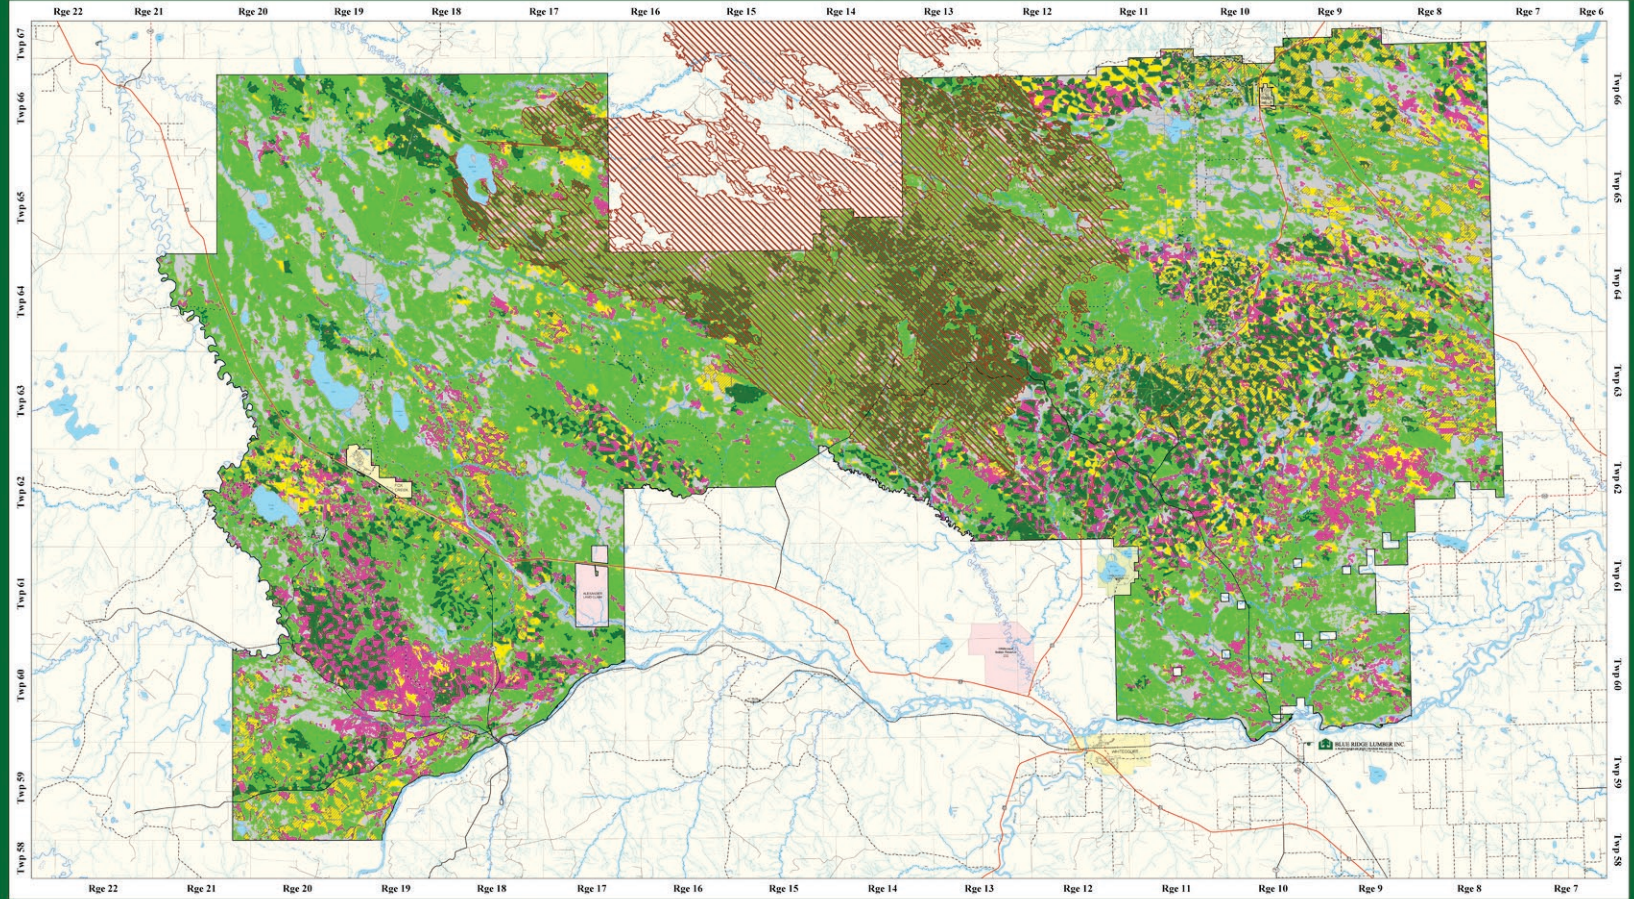 Rge 22 Rge 21 Rge 20 Rge 19 Rge 18 Rge 17 Rge 16 Rge 15 Rge 14 Rge 13 Rge 12 Rge 11 Rge 10 Rge 9 Rge 8 Rge 7 Rge 6
Twp 67
Twp 66
Twp 65
Twp 64
Twp 63
Twp 62
Twp 61
Twp 60
Twp 59
Twp 58
Twp 66
Twp 65
Twp 64
Twp 63
Twp 62
Twp 61
Twp 60
Twp 59
Twp 58
FOX
CREEK
WHITECOURT
BLUE RIDGE LUMBER INC.
Rge 22 Rge 21 Rge 20 Rge 19 Rge 18 Rge 17 Rge 16 Rge 15 Rge 14 Rge 13 Rge 12 Rge 11 Rge 10 Rge 9 Rge 8 Rge 7